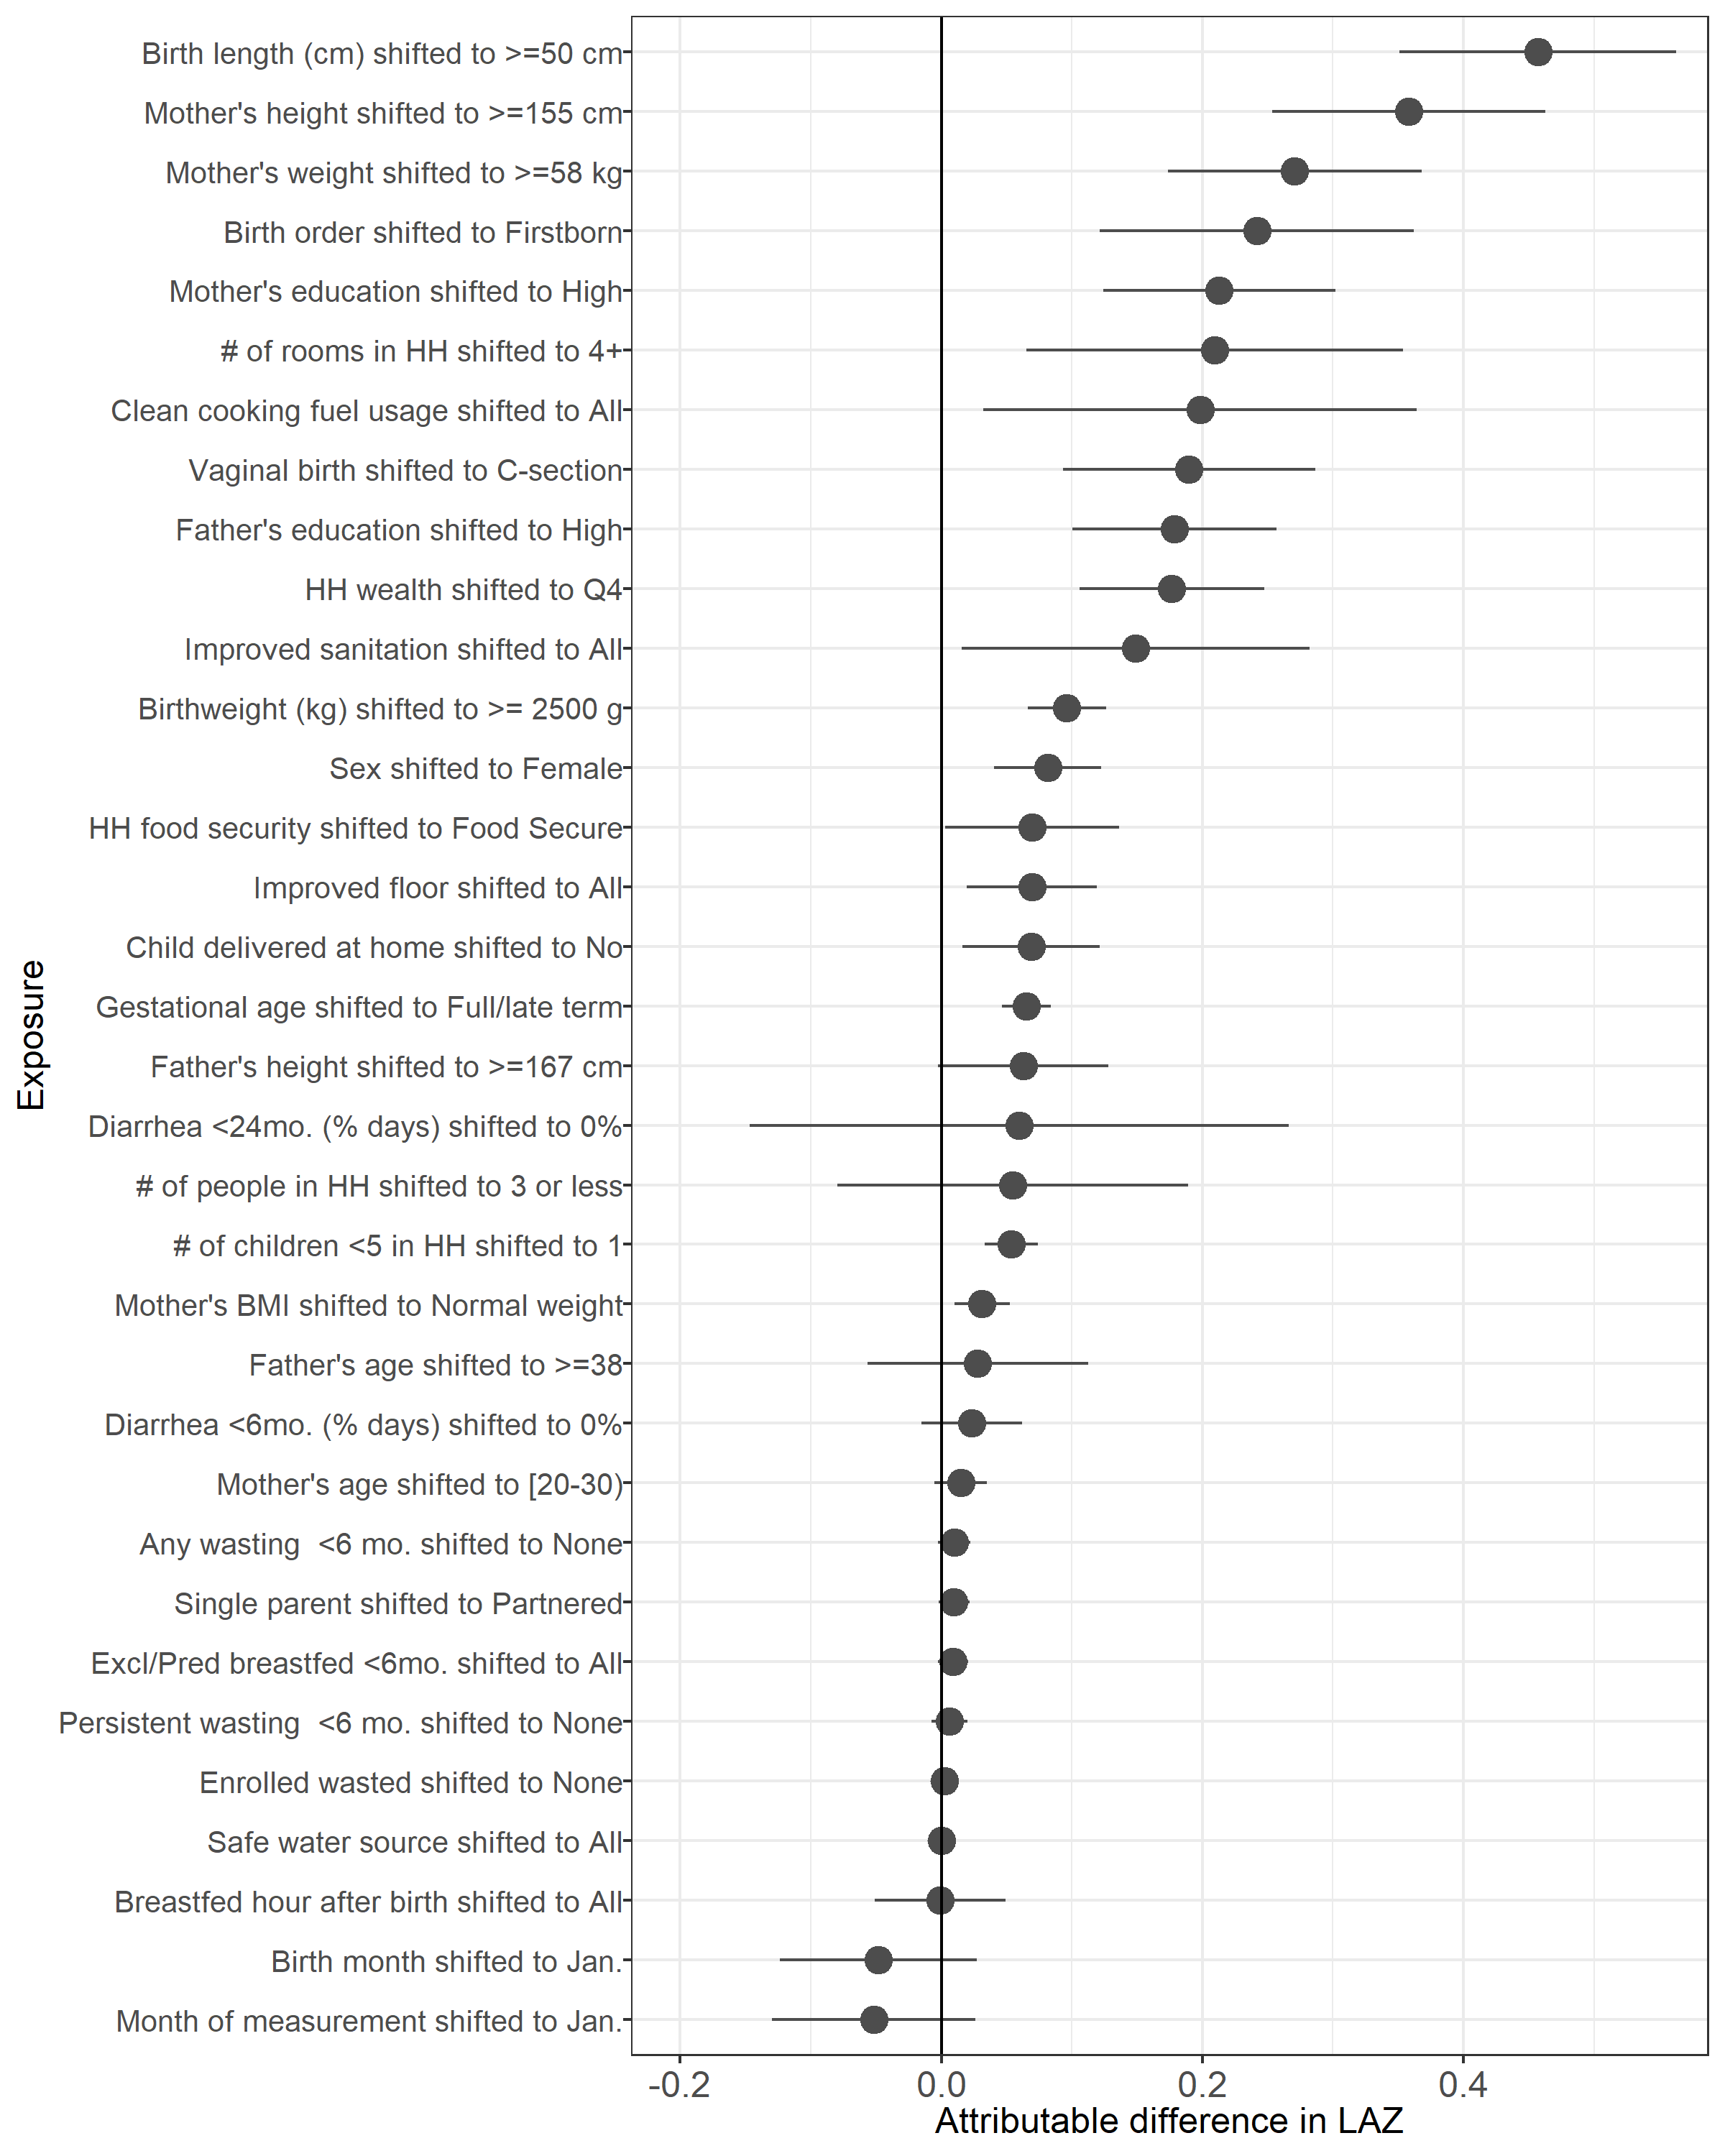 Birth length (cm) shifted to >=50 cm
Mother's height shifted to >=155 cm
Mother's weight shifted to >=58 kg
Birth order shifted to Firstborn
Mother's education shifted to High
# of rooms in HH shifted to 4+
Clean cooking fuel usage shifted to All
Vaginal birth shifted to C-section
Father's education shifted to High
HH wealth shifted to Q4
Improved sanitation shifted to All
Birthweight (kg) shifted to >= 2500 g
Sex shifted to Female
HH food security shifted to Food Secure
Improved floor shifted to All
Child delivered at home shifted to No
Gestational age shifted to Full/late term
Father's height shifted to >=167 cm
Diarrhea <24mo. (% days) shifted to 0%
# of people in HH shifted to 3 or less
# of children <5 in HH shifted to 1
Mother's BMI shifted to Normal weight
Father's age shifted to >=38
Diarrhea <6mo. (% days) shifted to 0%
Mother's age shifted to [20-30)
Any wasting  <6 mo. shifted to None
Single parent shifted to Partnered
Excl/Pred breastfed <6mo. shifted to All
Persistent wasting  <6 mo. shifted to None
Enrolled wasted shifted to None
Safe water source shifted to All
Breastfed hour after birth shifted to All
Birth month shifted to Jan.
Month of measurement shifted to Jan.
Exposure
-0.2 0.0 0.2 0.4
Attributable difference in LAZ